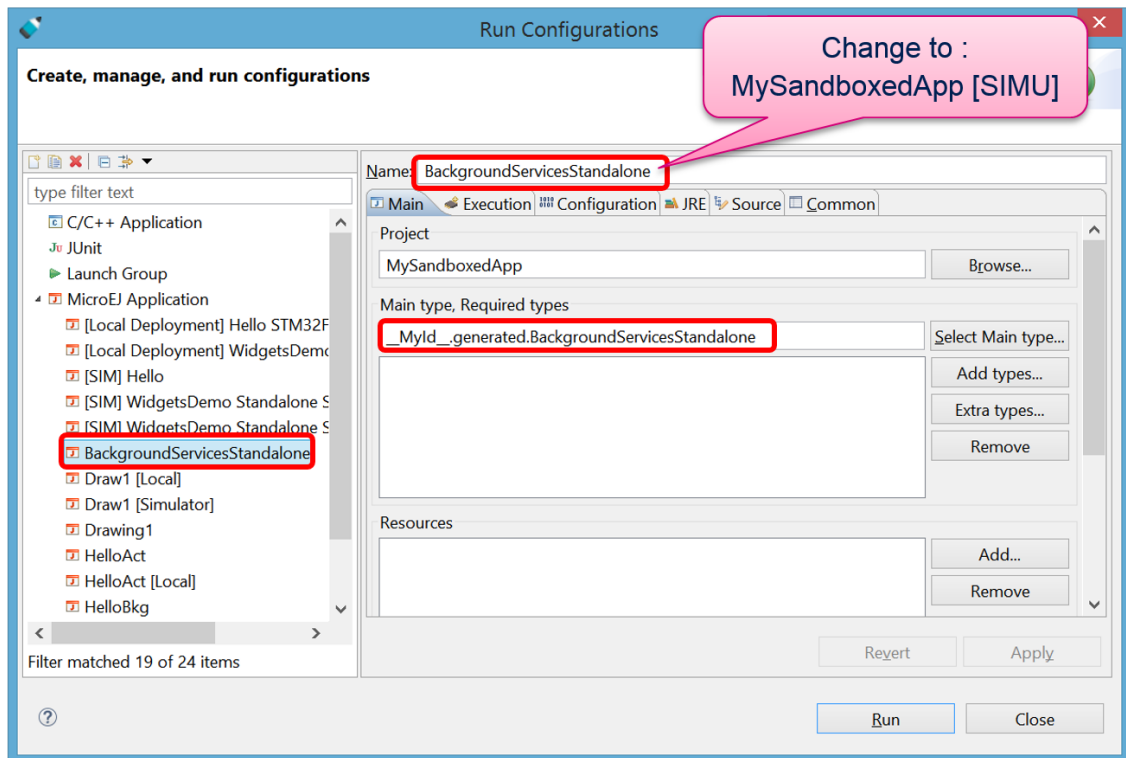 Run Configurations
Change to :
MySandboxedApp [SIMU]
Create, manage, and run configurations
type filter text
C/C++ Application
JUnit
Launch Group
MicroEJ Application
[Local Deployment] Hello STM32F
[Local Deployment] WidgetsDemo
[SIM] Hello
[SIM] WidgetsDemo Standalone S
[SIM] WidgetsDemo Standalone S
BackgroundServicesStandalone
Draw1 [Local]
Draw1 [Simulator]
Drawing1
HelloAct
HelloAct [Local]
HelloBkg
Filter matched 19 of 24 items
Name: BackgroundServicesStandalone
Main Execution Configuration JRE Source Common
Project
MySandboxedApp Browse...
Main type, Required types
__MyId__.generated.BackgroundServicesStandalone Select Main type...
Add types...
Extra types...
Remove
Resources
Add...
Remove
Revert Apply
Run Close